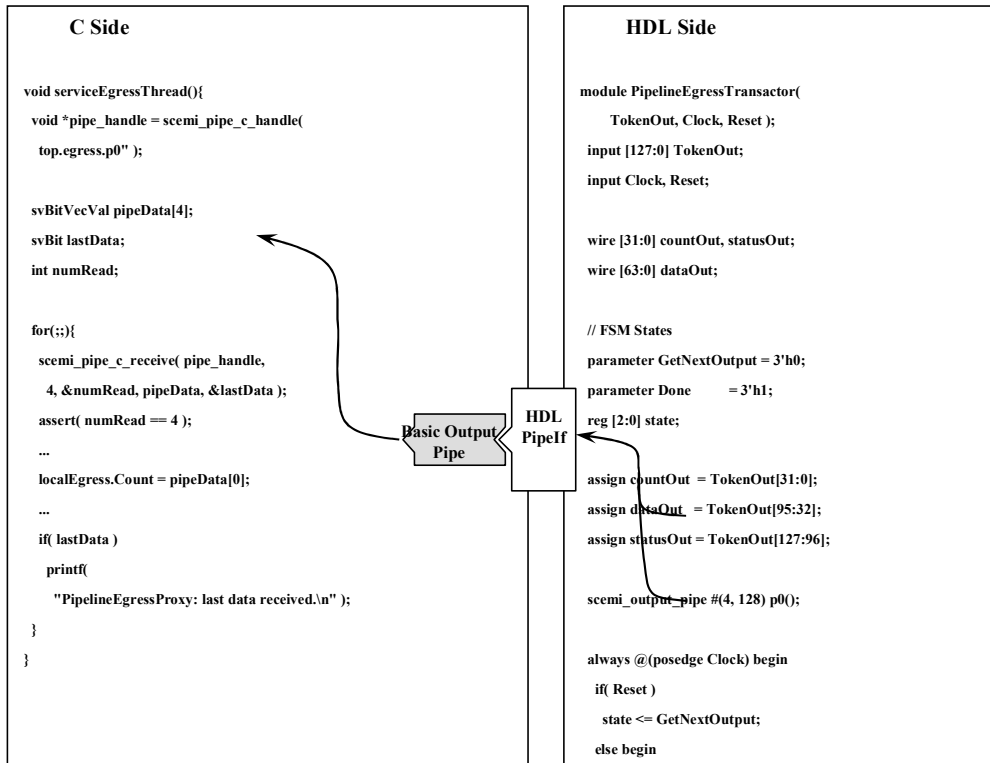 C Side
void serviceEgressThread(){
void *pipe_handle = scemi_pipe_c_handle(
top.egress.p0" );
svBitVecVal pipeData[4];
svBit lastData;
int numRead;
for(;;){
scemi_pipe_c_receive( pipe_handle,
4, &numRead, pipeData, &lastData );
assert( numRead == 4 );
...
localEgress.Count = pipeData[0];
...
if( lastData )
printf(
"PipelineEgressProxy: last data received.\n" );
}
}
Basic Output
Pipe
HDL
PipeIf
HDL Side
module PipelineEgressTransactor(
TokenOut, Clock, Reset );
input [127:0] TokenOut;
input Clock, Reset;
wire [31:0] countOut, statusOut;
wire [63:0] dataOut;
// FSM States
parameter GetNextOutput = 3'h0;
parameter Done = 3'h1;
reg [2:0] state;
assign countOut = TokenOut[31:0];
assign dataOut = TokenOut[95:32];
assign statusOut = TokenOut[127:96];
scemi_output_pipe #(4, 128) p0();
always @(posedge Clock) begin
if( Reset )
state <= GetNextOutput;
else begin